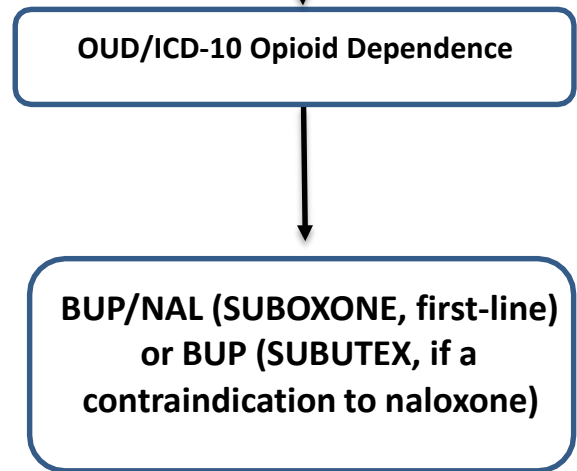 OUD/ICD-10 Opioid Dependence
BUP/NAL (SUBOXONE, first-line)
or BUP (SUBUTEX, if a
contraindication to naloxone)